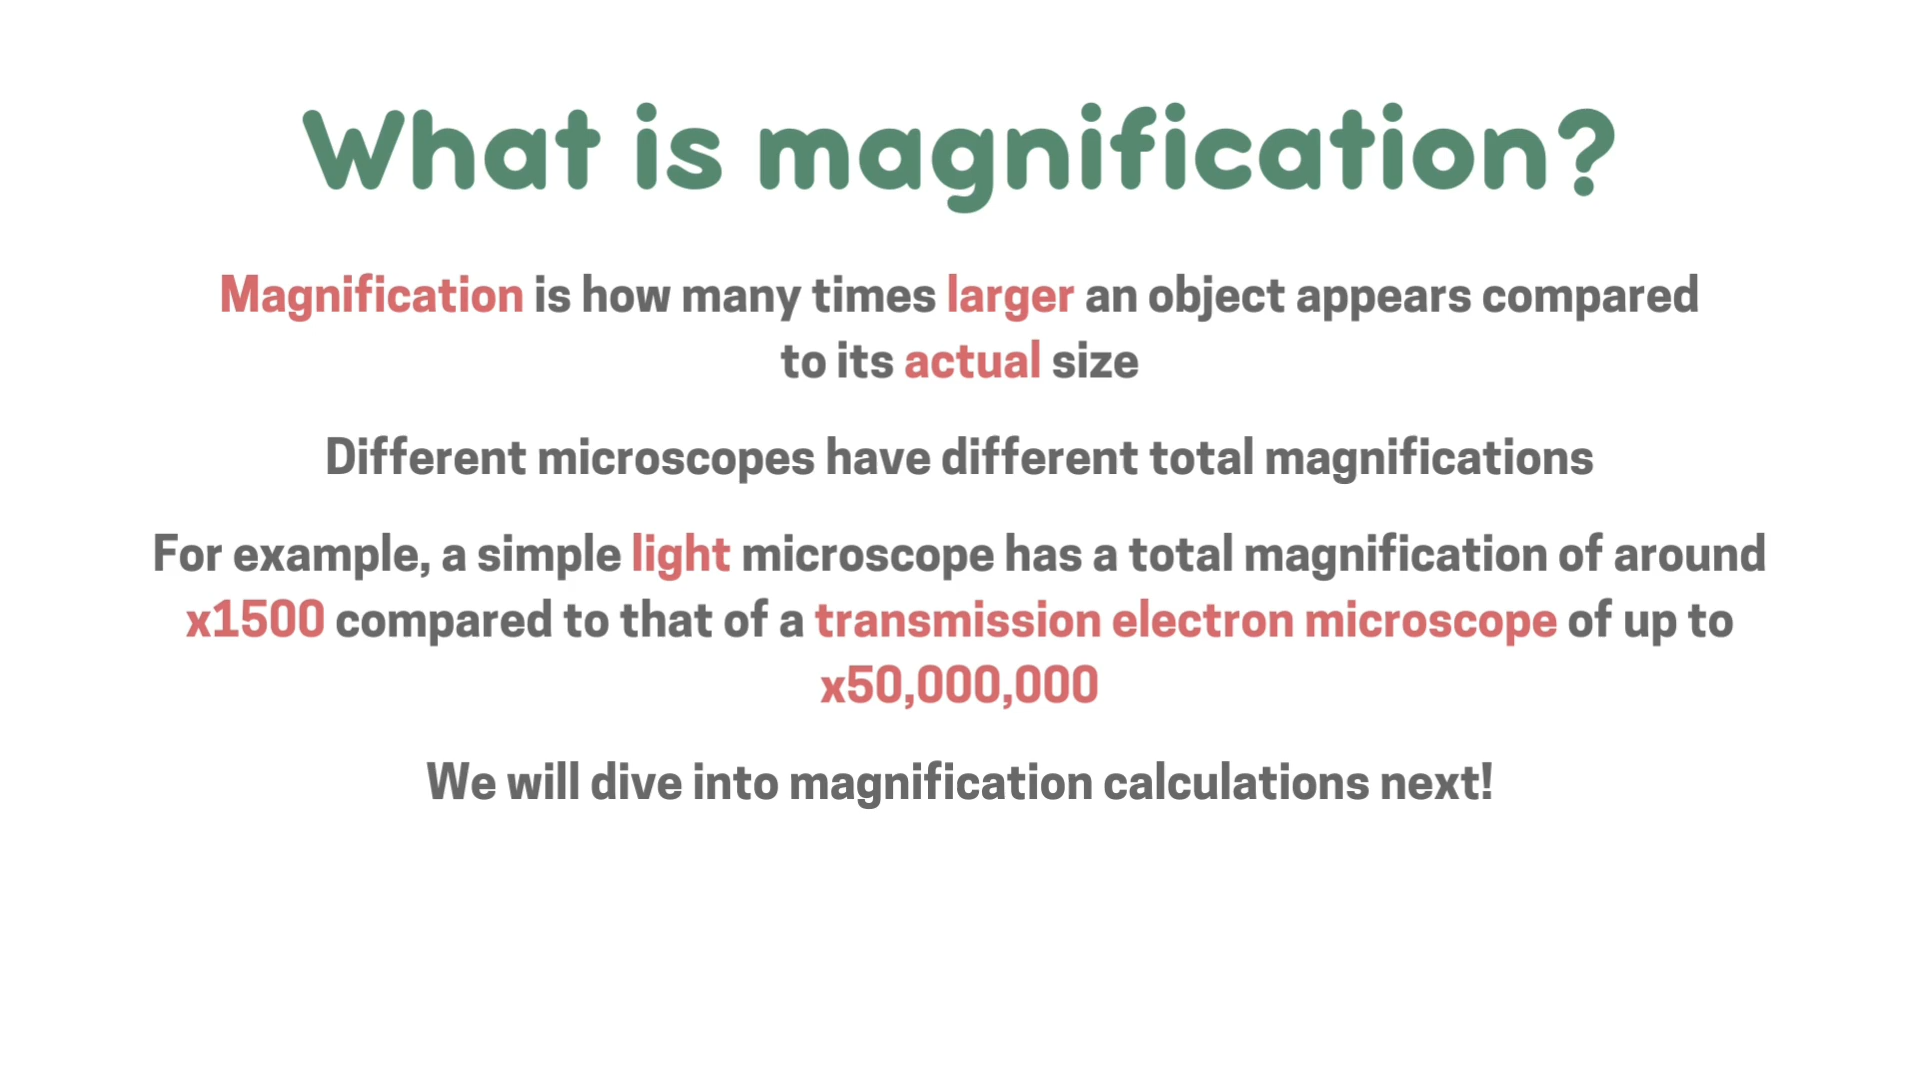 What is magnification?
Magnification is how many times larger an object appears compared
to its actual size
Different microscopes have different total magnifications
For example, a simple light microscope has a total magnification of around
x1500 compared to that of a transmission electron microscope of up to
x50,000,000
We will dive into magnification calculations next!